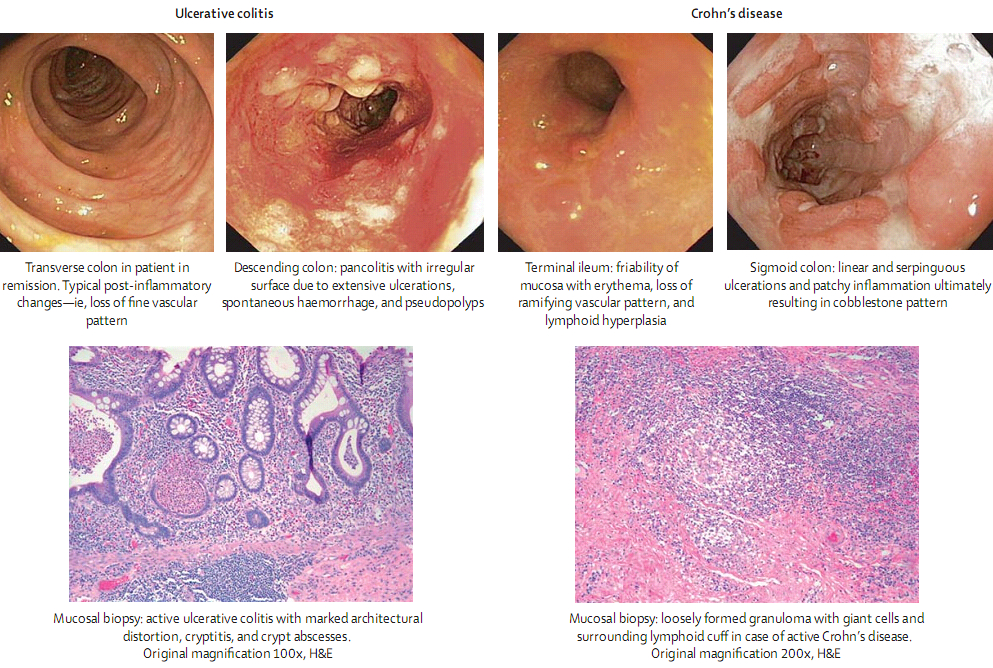 Ulcerative colitis
Crohn's disease
Transverse colon in patient in
remission. Typical post-inflammatory
changes—ie, loss of fine vascular
pattern
Descending colon: pancolitis with irregular
surface due to extensive ulcerations,
spontaneous haemorrhage, and pseudopolyps
Terminal ileum: friability of
mucosa with erythema, loss of
ramifying vascular pattern, and
lymphoid hyperplasia
Sigmoid colon: linear and serpinguous
ulcerations and patchy inflammation ultimately
resulting in cobblestone pattern
Mucosal biopsy: active ulcerative colitis with marked architectural
distortion, cryptitis, and crypt abscesses.
Original magnification 100x, H&E
Mucosal biopsy: loosely formed granuloma with giant cells and
surrounding lymphoid cuff in case of active Crohn's disease.
Original magnification 200x, H&E